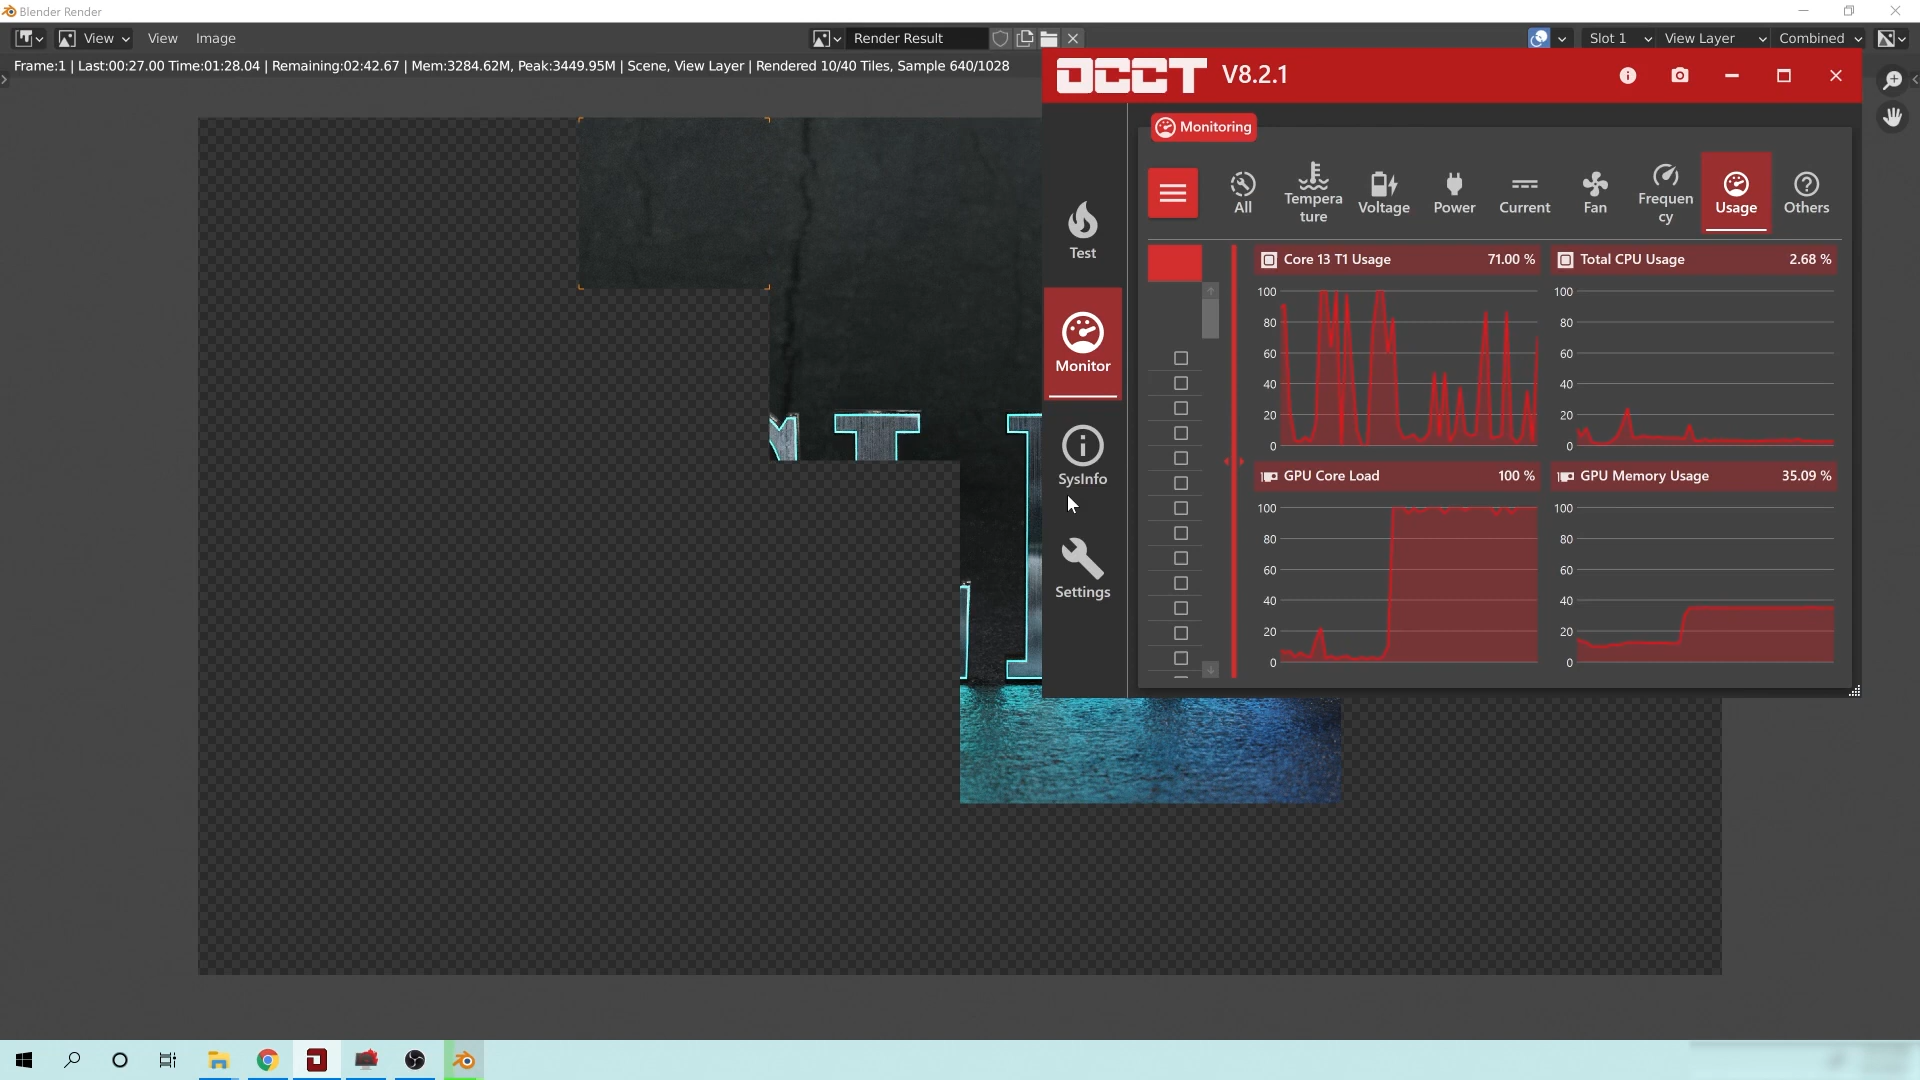 Blender Render
View View Image Render Result Slot 1 View Layer Combined
Frame:1 | Last:00:27.00 Time:01:28.04 | Remaining:02:42.67 | Mem:3284.62M, Peak:3449.95M | Scene, View Layer | Rendered 10/40 Tiles, Sample 640/1028
OCCT V8.2.1
Monitoring
All
Tempera
ture
Voltage
Power
Current
Fan
Frequen
cy
Usage
Others
Test
Monitor
SysInfo
Settings
Core 13 T1 Usage 71.00 %
100
80
60
40
20
0
Total CPU Usage 2.68 %
100
80
60
40
20
0
GPU Core Load 100 %
100
80
60
40
20
0
GPU Memory Usage 35.09 %
100
80
60
40
20
0